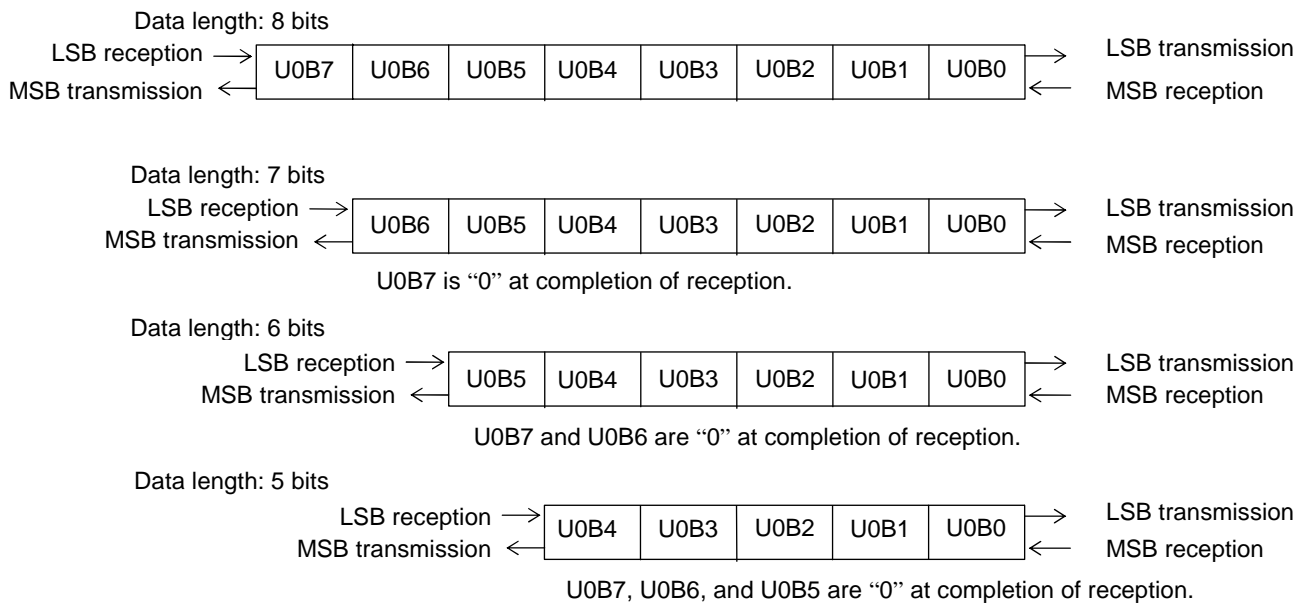 Data length: 8 bits
LSB reception
MSB transmission
U0B7 U0B6 U0B5 U0B4 U0B3 U0B2 U0B1 U0B0
LSB transmission
MSB reception
Data length: 7 bits
LSB reception
MSB transmission
U0B6 U0B5 U0B4 U0B3 U0B2 U0B1 U0B0
LSB transmission
MSB reception
U0B7 is “0” at completion of reception.
Data length: 6 bits
LSB reception
MSB transmission
U0B5 U0B4 U0B3 U0B2 U0B1 U0B0
LSB transmission
MSB reception
U0B7 and U0B6 are “0” at completion of reception.
Data length: 5 bits
LSB reception
MSB transmission
U0B4 U0B3 U0B2 U0B1 U0B0
LSB transmission
MSB reception
U0B7, U0B6, and U0B5 are “0” at completion of reception.